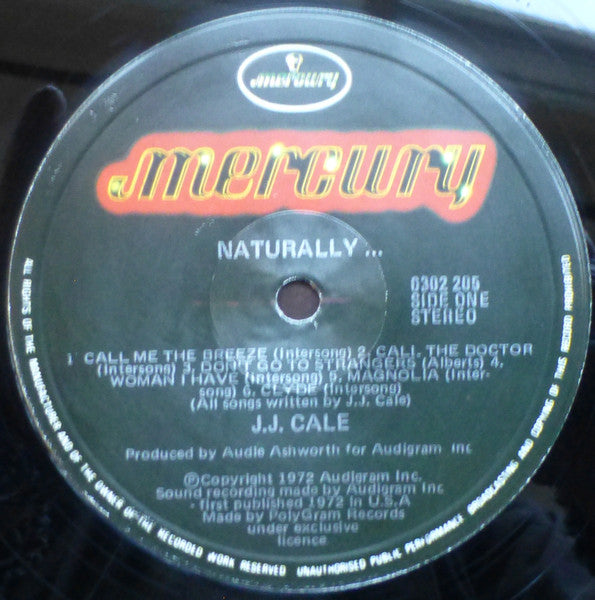 mercury
mercury
NATURALLY ...
6302 205
SIDE ONE
STEREO
1. CALL ME THE BREEZE (Intersong) 2. CALL THE DOCTOR
(Intersong) 3. DON'T GO TO STRANGERS (Alberts) 4.
WOMAN I HAVE (Intersong) 5. MAGNOLIA (Inter-
song) 6. CLYDE (Intersong)
(All songs written by J.J. Cale)
J.J. CALE
Produced by Audie Ashworth for Audigram Inc
℗Copyright 1972 Audigram Inc.
Sound recording made by Audigram Inc
- first published 1972 in U.S.A
Made by PolyGram Records
under exclusive
licence
ALL RIGHTS OF THE MANUFACTURER AND OF THE OWNER OF THE RECORDED WORK RESERVED UNAUTHORISED PUBLIC PERFORMANCE BROADCASTING AND COPYING OF THIS RECORD PROHIBITED